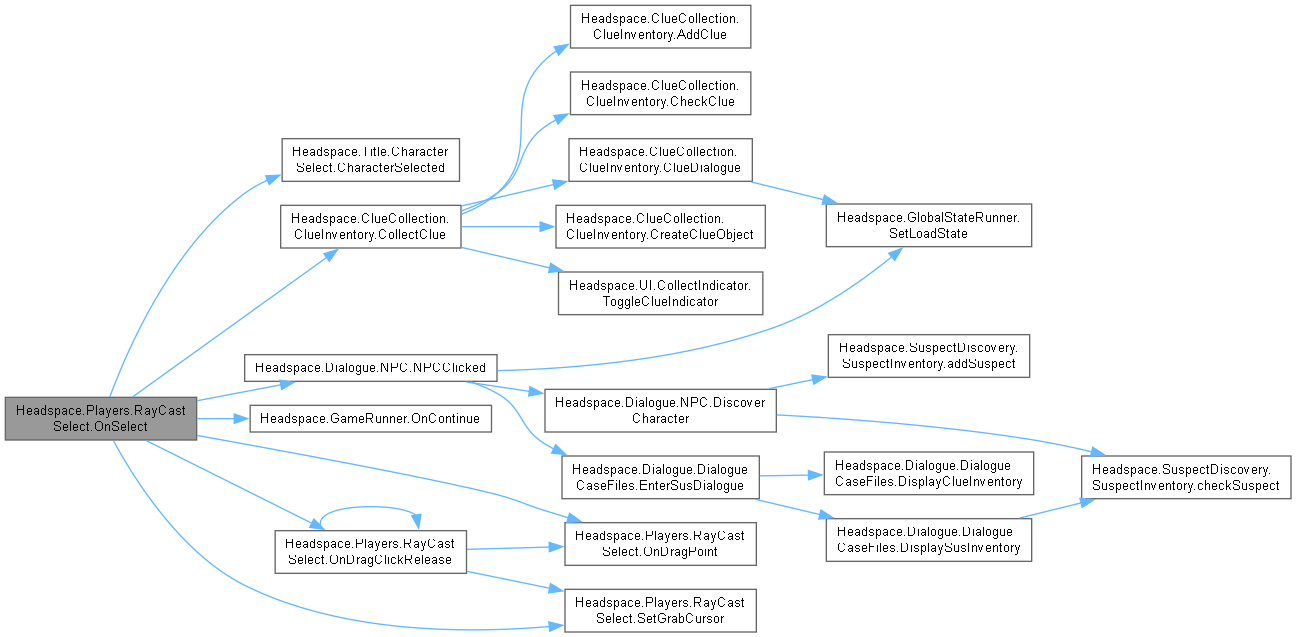 Headspace.ClueCollection.
ClueInventory.AddClue
Headspace.ClueCollection.
ClueInventory.CheckClue
Headspace.Title.Character
Select.CharacterSelected
Headspace.ClueCollection.
ClueInventory.ClueDialogue
Headspace.ClueCollection.
ClueInventory.CollectClue
Headspace.ClueCollection.
ClueInventory.CreateClueObject
Headspace.GlobalStateRunner.
SetLoadState
Headspace.UI.CollectIndicator.
ToggleClueIndicator
Headspace.SuspectDiscovery.
SuspectInventory.addSuspect
Headspace.Dialogue.NPC.NPCClicked
Headspace.Dialogue.NPC.Discover
Character
Headspace.Players.RayCast
Select.OnSelect
Headspace.GameRunner.OnContinue
Headspace.Dialogue.Dialogue
CaseFiles.EnterSusDialogue
Headspace.Dialogue.Dialogue
CaseFiles.DisplayClueInventory
Headspace.SuspectDiscovery.
SuspectInventory.checkSuspect
Headspace.Players.RayCast
Select.OnDragClickRelease
Headspace.Players.RayCast
Select.OnDragPoint
Headspace.Dialogue.Dialogue
CaseFiles.DisplaySusInventory
Headspace.Players.RayCast
Select.SetGrabCursor